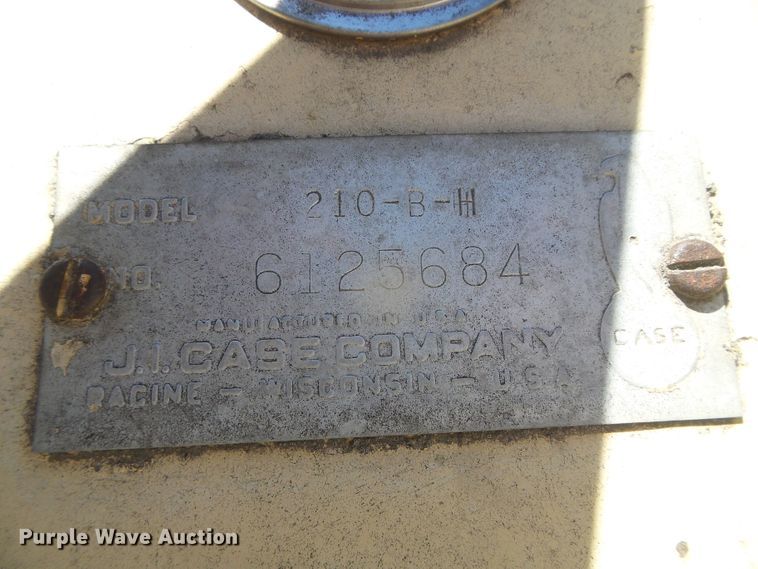 MODEL 210-B-H
NO. 6125684
MANUFACTURED IN U.S.A.
J.I. CASE COMPANY
RACINE - WISCONSIN - U.S.A.
CASE
Purple Wave Auction